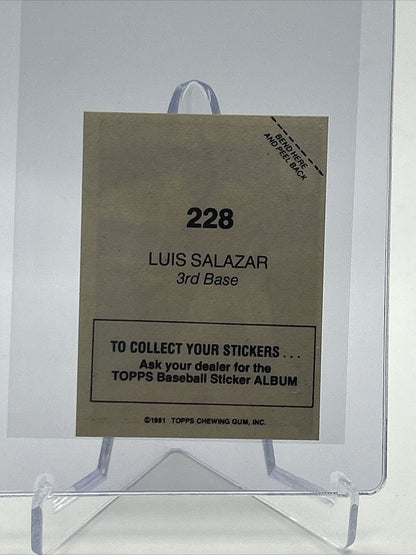 BEND HERE
AND PEEL BACK
228
LUIS SALAZAR
3rd Base
TO COLLECT YOUR STICKERS...
Ask your dealer for the
TOPPS Baseball Sticker ALBUM
©1981 TOPPS CHEWING GUM, INC.